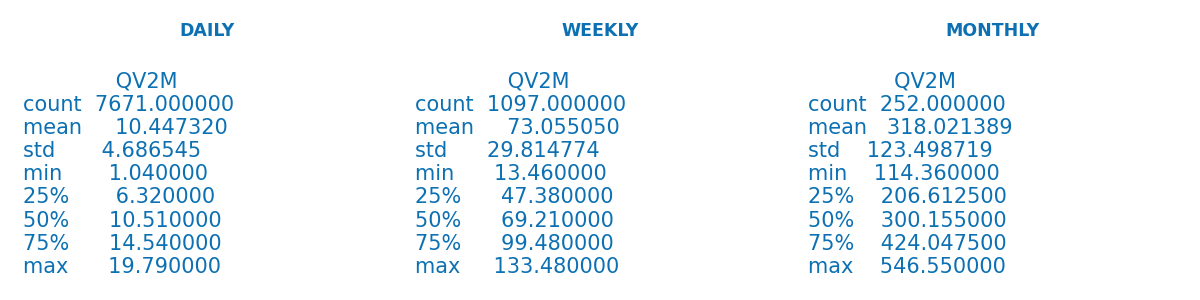 DAILY
QV2M
count 7671.000000
mean 10.447320
std 4.686545
min 1.040000
25% 6.320000
50% 10.510000
75% 14.540000
max 19.790000
WEEKLY
QV2M
count 1097.000000
mean 73.055050
std 29.814774
min 13.460000
25% 47.380000
50% 69.210000
75% 99.480000
max 133.480000
MONTHLY
QV2M
count 252.000000
mean 318.021389
std 123.498719
min 114.360000
25% 206.612500
50% 300.155000
75% 424.047500
max 546.550000